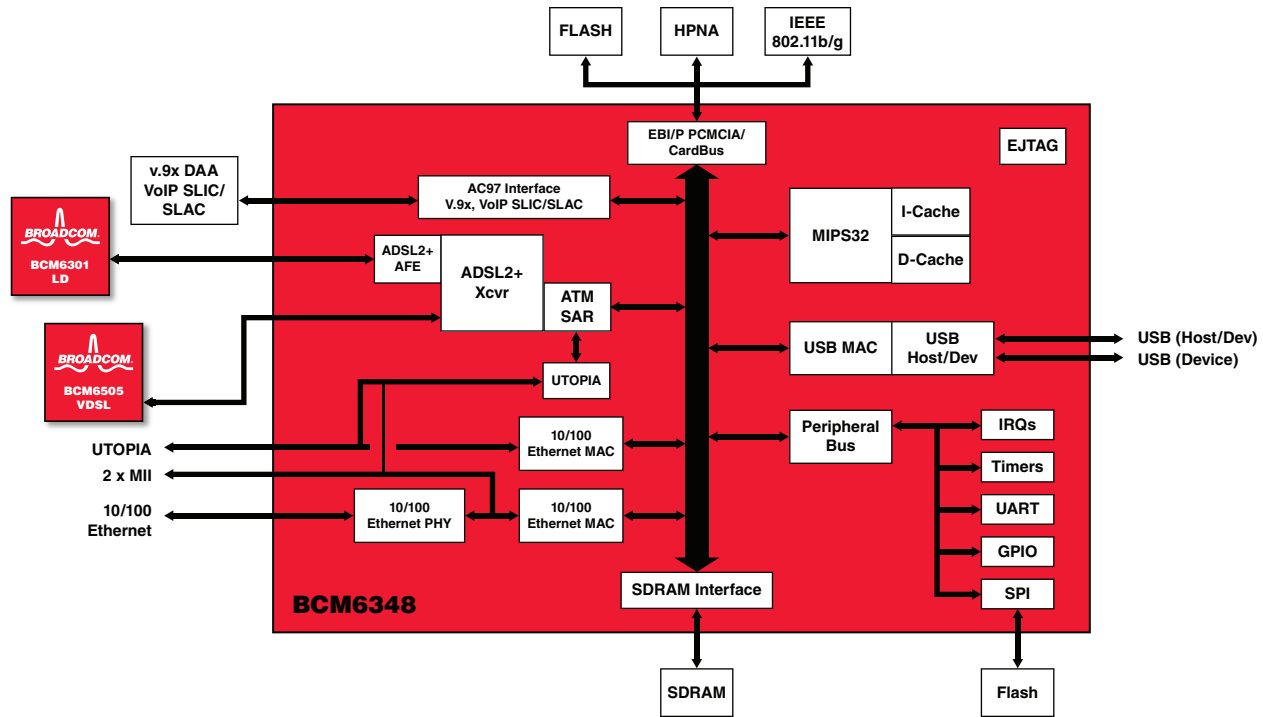 FLASH
HPNA
IEEE
802.11b/g
EBI/P PCMCIA/
CardBus
EJTAG
v.9x DAA
VoIP SLIC/
SLAC
AC97 Interface
V.9x, VoIP SLIC/SLAC
MIPS32
I-Cache
D-Cache
BROADCOM.
BCM6301
LD
ADSL2+
AFE
ADSL2+
Xcvr
ATM
SAR
BROADCOM.
BCM6505
VDSL
UTOPIA
USB MAC
USB
Host/Dev
USB (Host/Dev)
USB (Device)
UTOPIA
2 x MII
10/100
Ethernet
10/100
Ethernet MAC
10/100
Ethernet PHY
10/100
Ethernet MAC
Peripheral
Bus
IRQs
Timers
UART
GPIO
SPI
SDRAM Interface
BCM6348
SDRAM
Flash